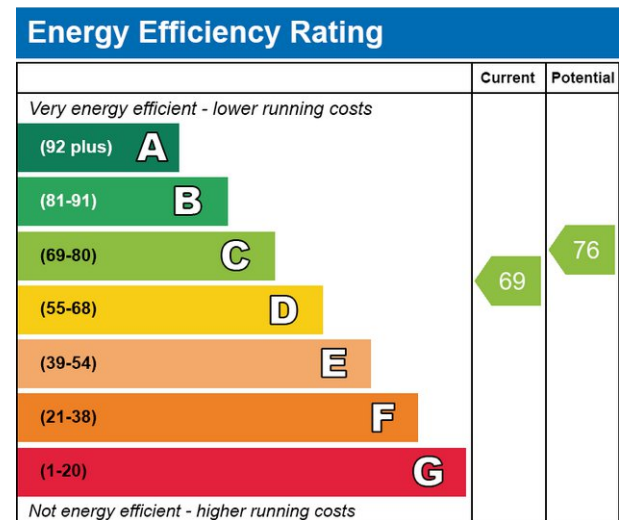 Energy Efficiency Rating
Current Potential
Very energy efficient - lower running costs
(92 plus) A
(81-91) B
(69-80) C
(55-68) D
(39-54) E
(21-38) F
(1-20) G
69
76
Not energy efficient - higher running costs